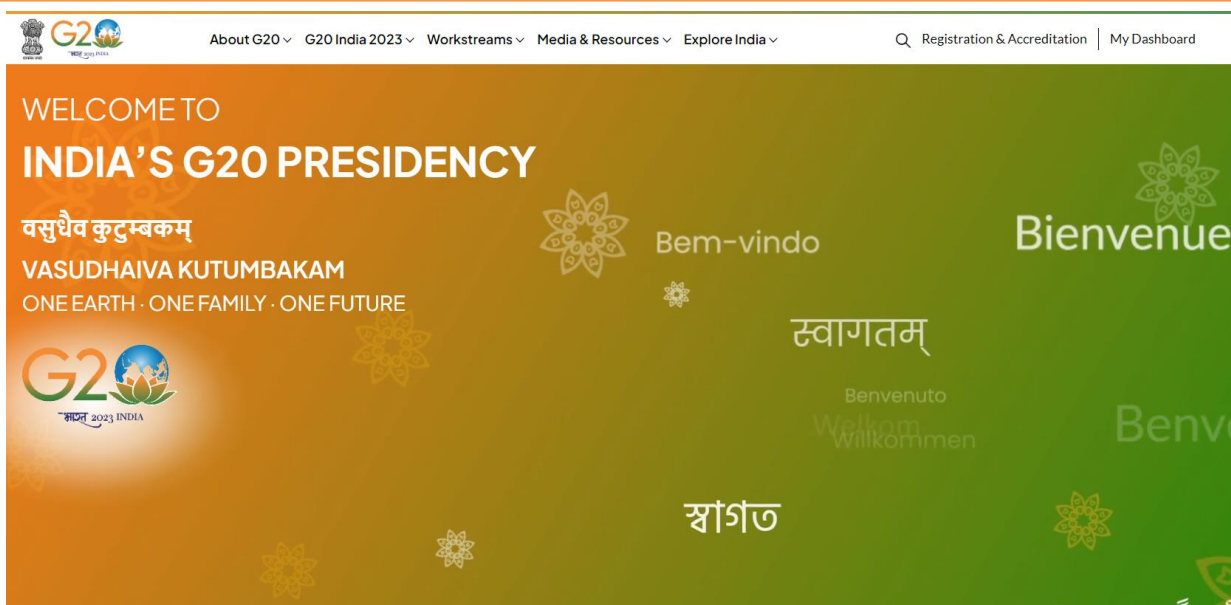 G20
About G20 G20 India 2023 Workstreams Media & Resources Explore India Registration & Accreditation My Dashboard
WELCOME TO
INDIA'S G20 PRESIDENCY
वसुधैव कुटुम्बकम्
VASUDHAIVA KUTUMBAKAM
ONE EARTH · ONE FAMILY · ONE FUTURE
Bem-vindo
Bienvenue
स्वागतम्
G20
भारत 2023 INDIA
Benvenuto
Welkom
Willkommen
স্বাগত